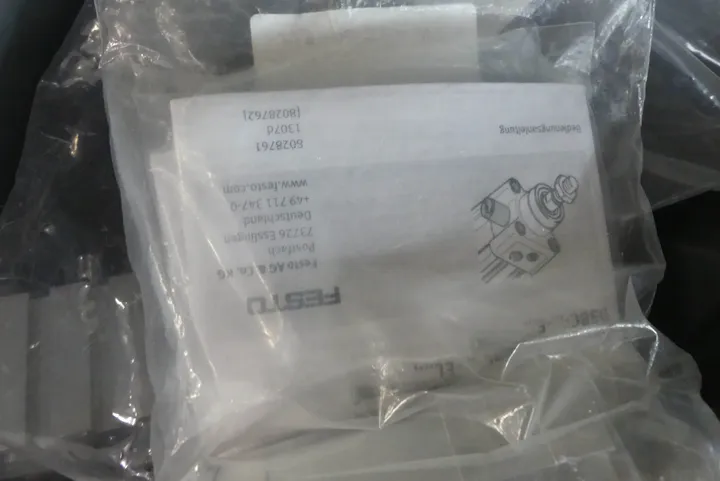 FESTO
Festo AG & Co. KG
Postfach
73726 Esslingen
Deutschland
+49 711 347-0
www.festo.com
Bedienungsanleitung
8028761
1307d
[8028762]